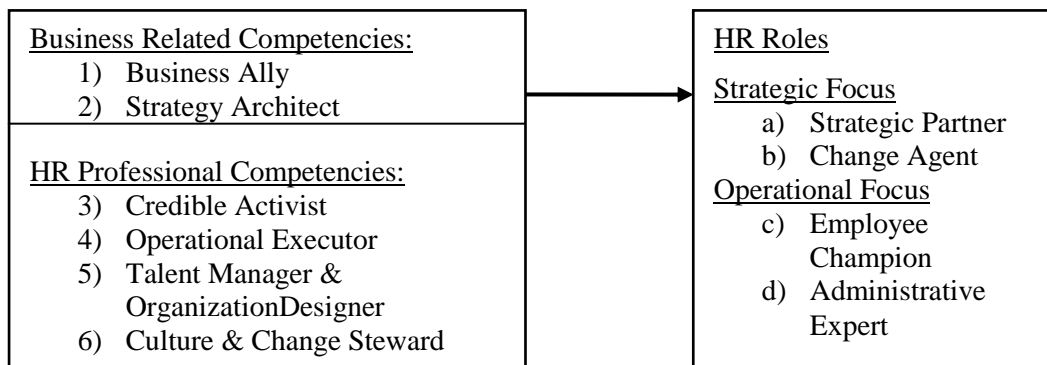 Business Related Competencies:
1) Business Ally
2) Strategy Architect
HR Professional Competencies:
3) Credible Activist
4) Operational Executor
5) Talent Manager &
OrganizationDesigner
6) Culture & Change Steward
HR Roles
Strategic Focus
a) Strategic Partner
b) Change Agent
Operational Focus
c) Employee
Champion
d) Administrative
Expert